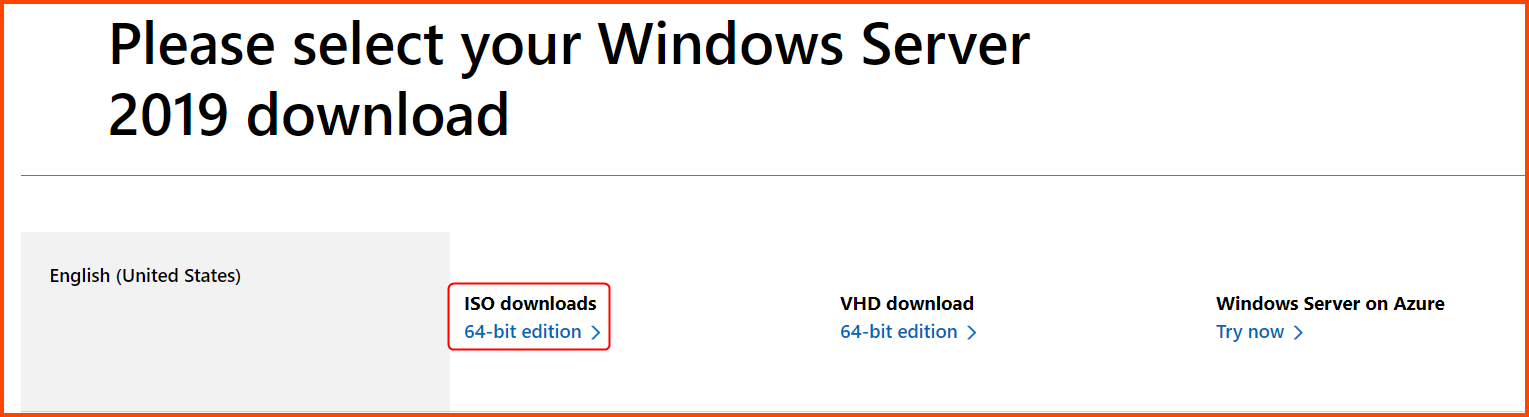 Please select your Windows Server
2019 download
English (United States)
ISO downloads
64-bit edition
VHD download
64-bit edition
Windows Server on Azure
Try now